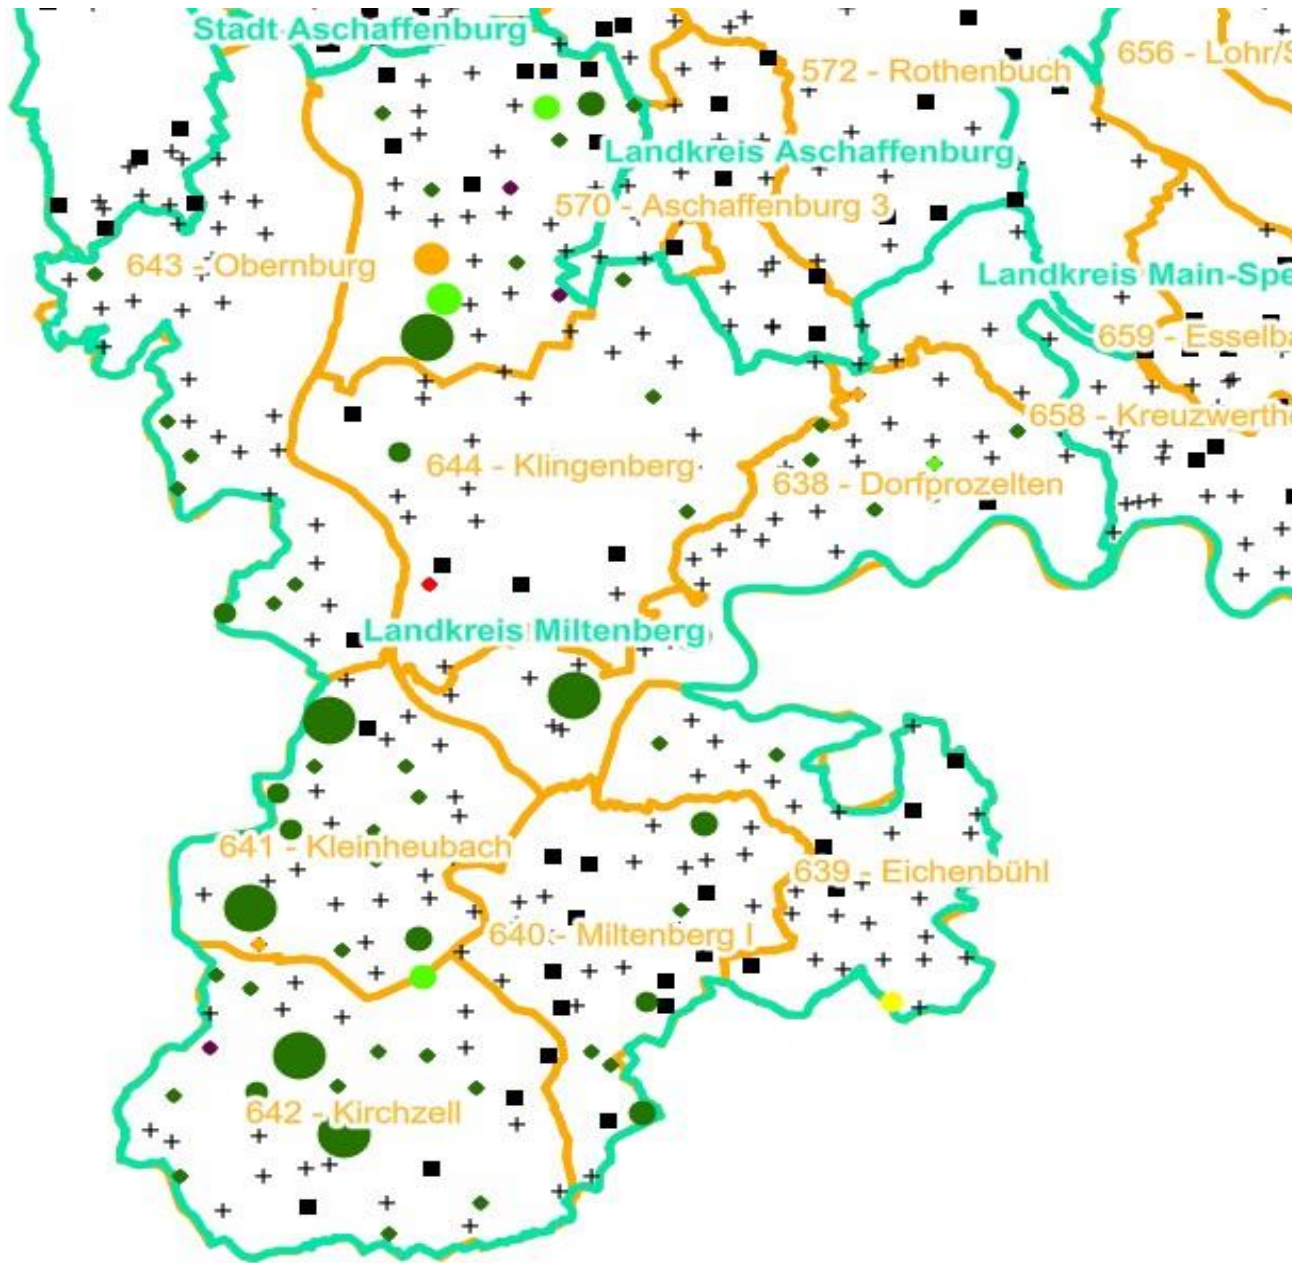 Stadt Aschaffenburg
656 - Lohr/S
572 - Rothenbuch
Landkreis Aschaffenburg
570 - Aschaffenburg 3
643 - Obernburg
Landkreis Main-Spe
659 - Esselba
658 - Kreuzwerthe
644 - Klingenberg
638 - Dorfprozelten
Landkreis Miltenberg
641 - Kleinheubach
639 - Eichenbühl
640 - Miltenberg I
642 - Kirchzell